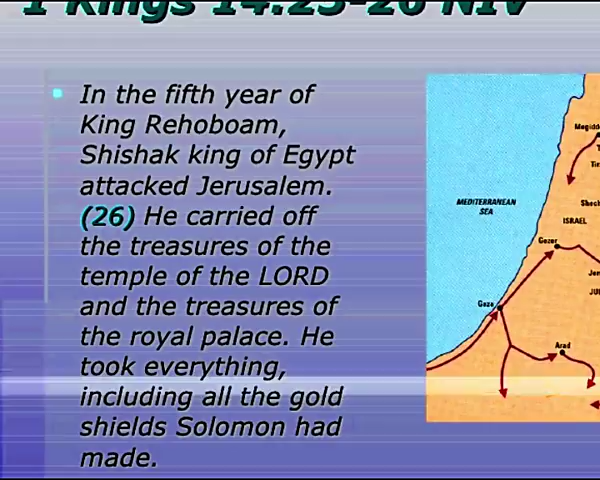 1 Kings 14:25-26 NIV
In the fifth year of
King Rehoboam,
Shishak king of Egypt
attacked Jerusalem.
(26) He carried off
the treasures of the
temple of the LORD
and the treasures of
the royal palace. He
took everything,
including all the gold
shields Solomon had
made.
MEDITERRANEAN
SEA
ISRAEL
Gezer
Gaza
Arad